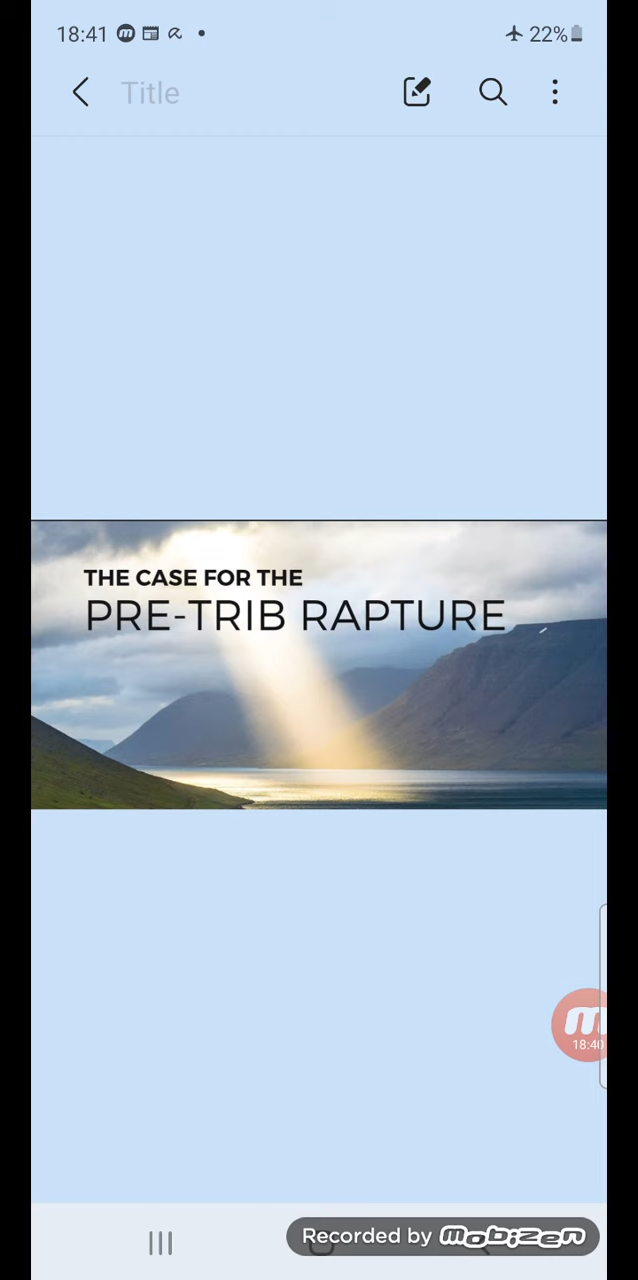 18:41
22%
Title
THE CASE FOR THE
PRE-TRIB RAPTURE
18:40
Recorded by mobizen